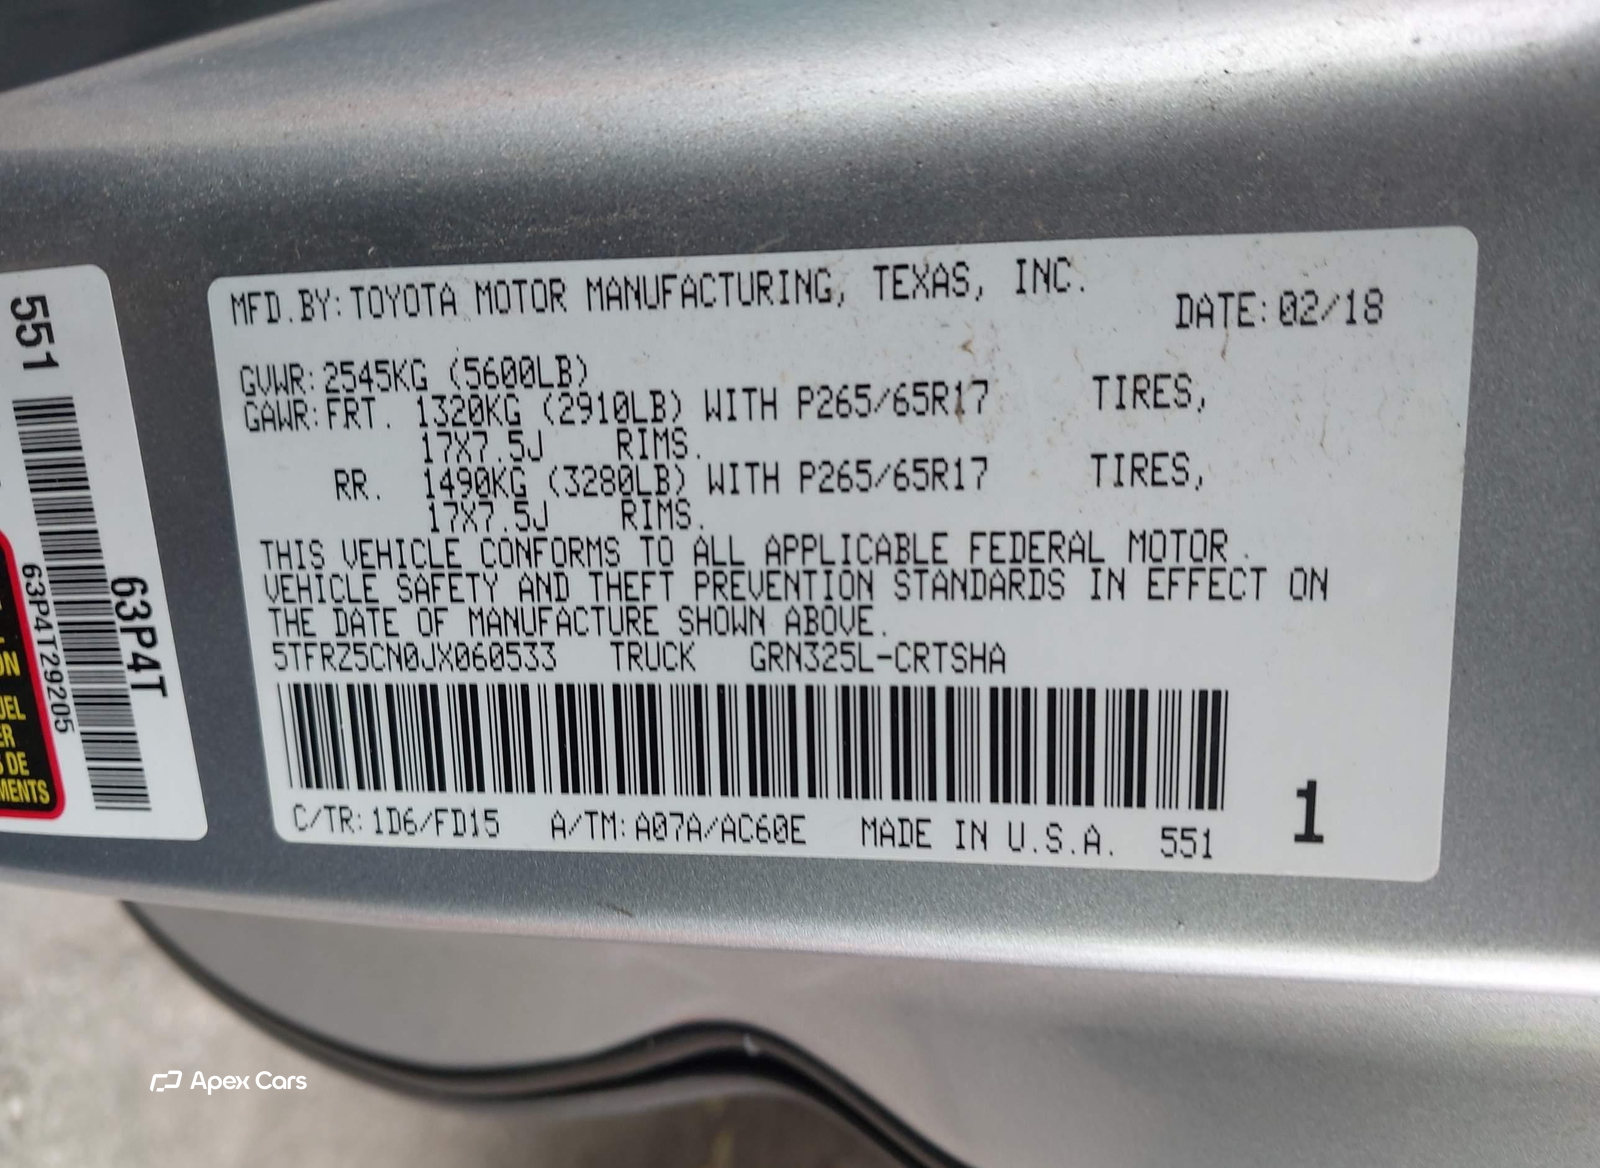 551
63P4T
63P4T29205
ON
DE
MFD.BY:TOYOTA MOTOR MANUFACTURING, TEXAS, INC.
DATE:02/18
GVWR:2545KG (5600LB)
GAWR:FRT. 1320KG (2910LB) WITH P265/65R17 TIRES,
17X7.5J RIMS.
RR. 1490KG (3280LB) WITH P265/65R17 TIRES,
17X7.5J RIMS.
THIS VEHICLE CONFORMS TO ALL APPLICABLE FEDERAL MOTOR
VEHICLE SAFETY AND THEFT PREVENTION STANDARDS IN EFFECT ON
THE DATE OF MANUFACTURE SHOWN ABOVE.
5TFRZ5CN0JX060533 TRUCK GRN325L-CRTSHA
C/TR:1D6/FD15 A/TM:A07A/AC60E MADE IN U.S.A. 551
1
Apex Cars